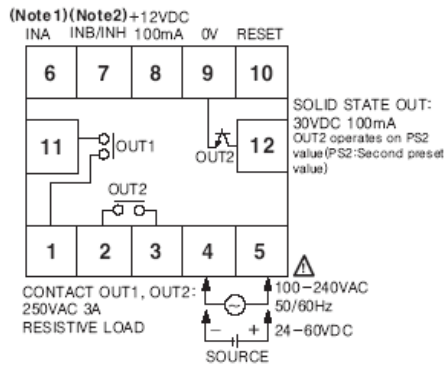 (Note1)(Note2)+12VDC
INA INB/INH 100mA 0V RESET
6 7 8 9 10
SOLID STATE OUT:
30VDC 100mA
OUT2 operates on PS2
value(PS2:Second preset
value)
11 OUT1 OUT2 12
OUT2
1 2 3 4 5
CONTACT OUT1, OUT2:
250VAC 3A
RESISTIVE LOAD
100-240VAC
50/60Hz
- + 24-60VDC
SOURCE